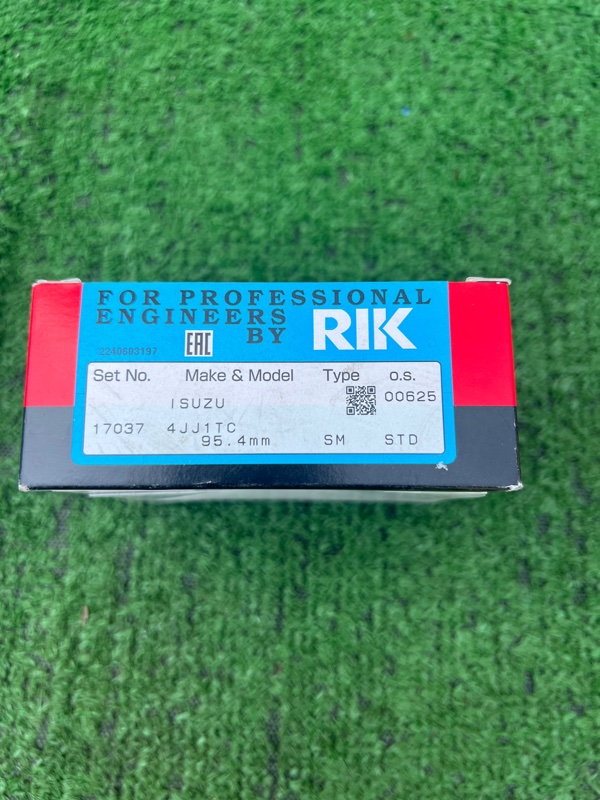 FOR PROFESSIONAL
ENGINEERS
BY RIK
2240603197 EAC
Set No. Make & Model Type o.s.
ISUZU 00625
17037 4JJ1TC
95.4mm SM STD